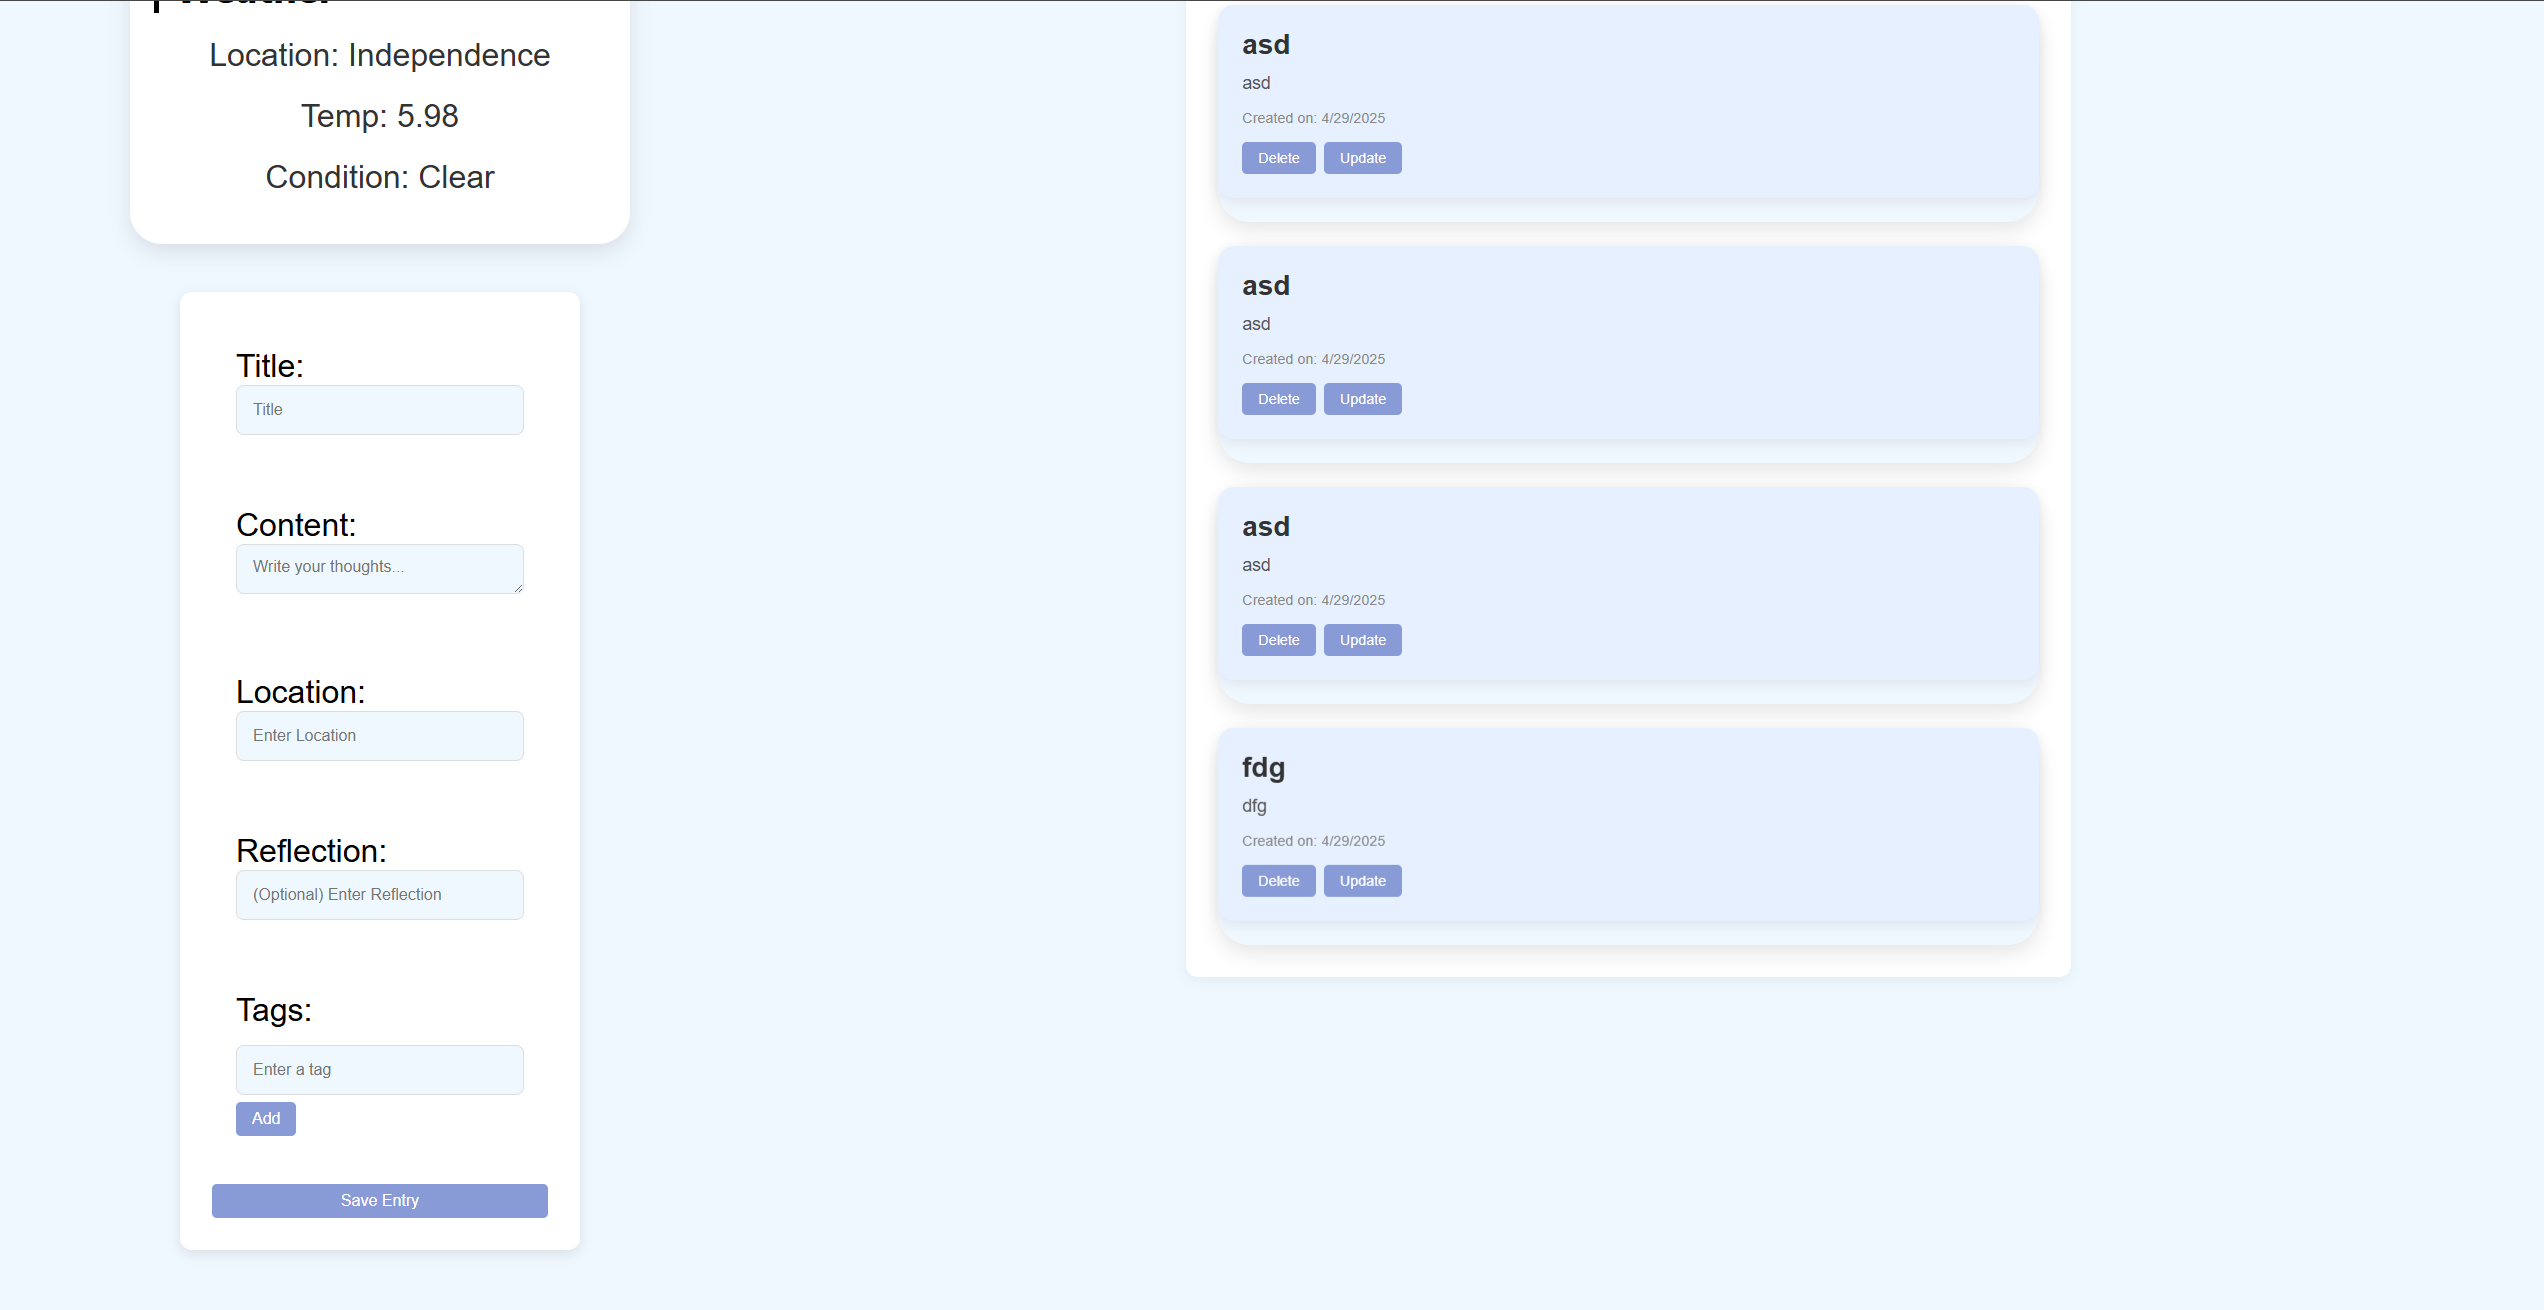 Weather
Location: Independence
Temp: 5.98
Condition: Clear
Title:
Title
Content:
Write your thoughts...
Location:
Enter Location
Reflection:
(Optional) Enter Reflection
Tags:
Enter a tag
Add
Save Entry
asd
asd
Created on: 4/29/2025
Delete Update
asd
asd
Created on: 4/29/2025
Delete Update
asd
asd
Created on: 4/29/2025
Delete Update
fdg
dfg
Created on: 4/29/2025
Delete Update